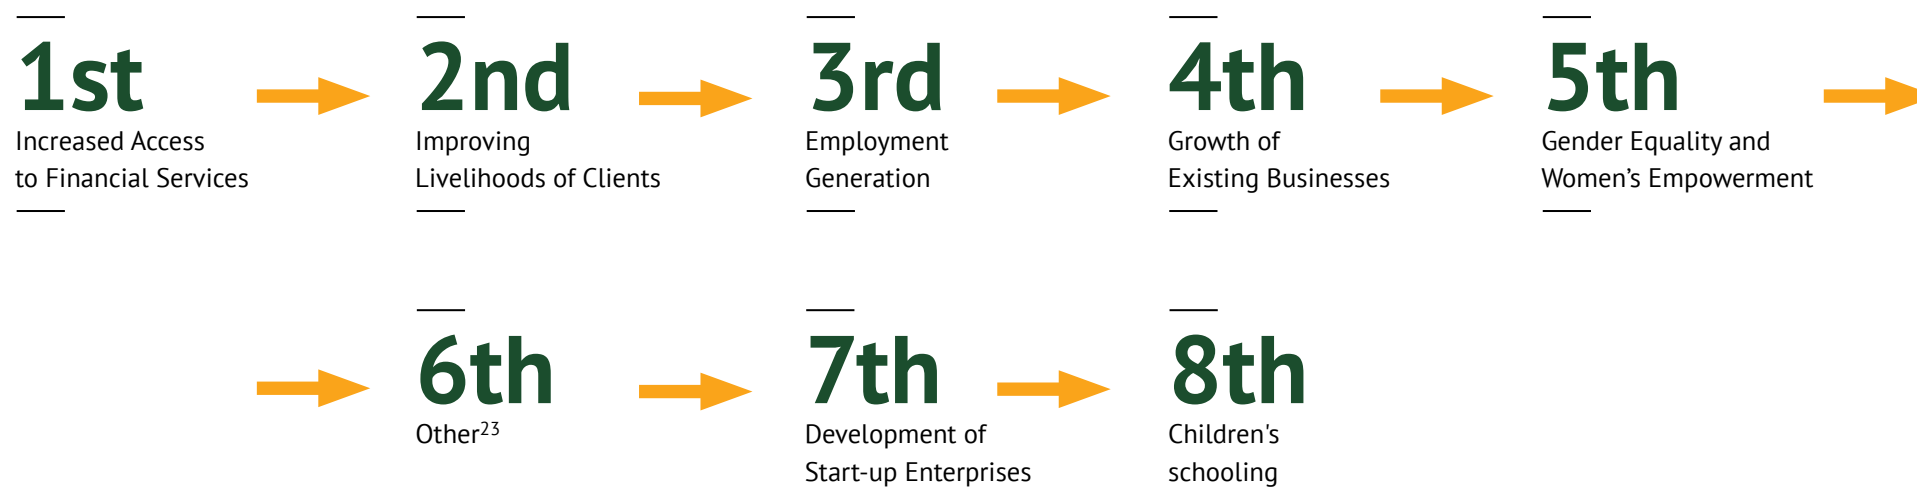 1st
Increased Access
to Financial Services
2nd
Improving
Livelihoods of Clients
3rd
Employment
Generation
4th
Growth of
Existing Businesses
5th
Gender Equality and
Women’s Empowerment
6th
Other23
7th
Development of
Start-up Enterprises
8th
Children's
schooling